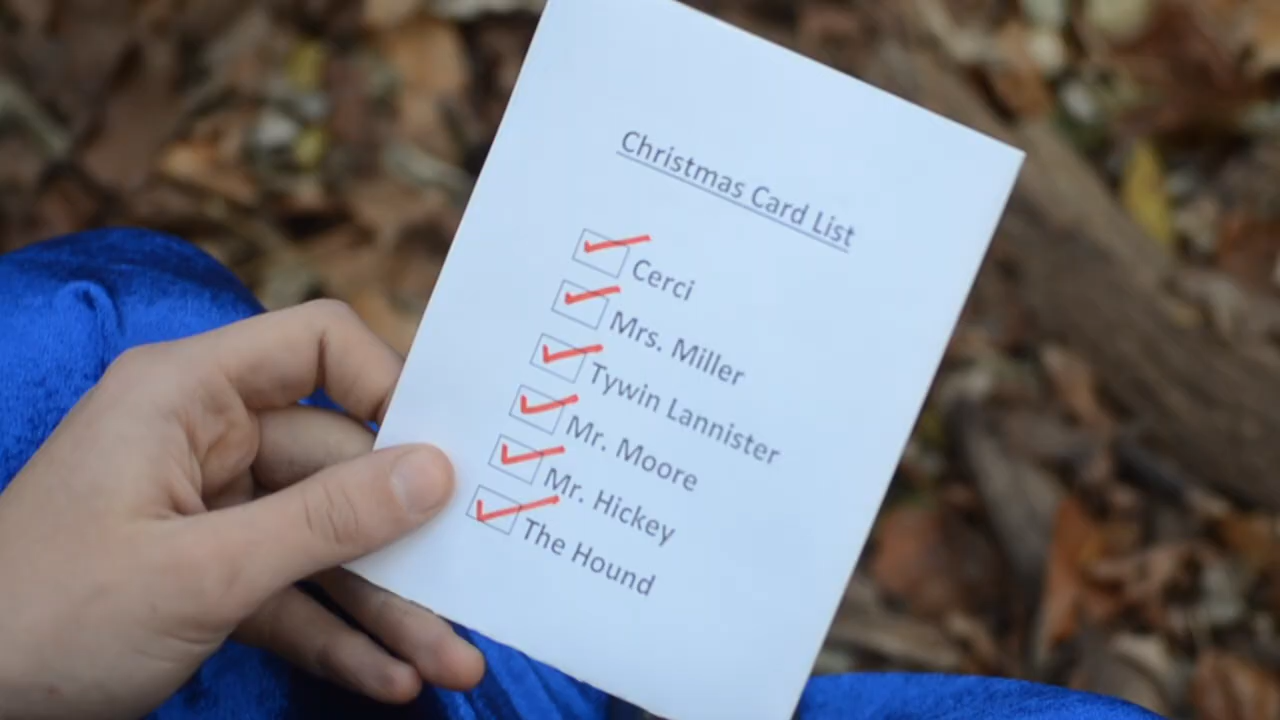 Christmas Card List
Cerci
Mrs. Miller
Tywin Lannister
Mr. Moore
Mr. Hickey
The Hound